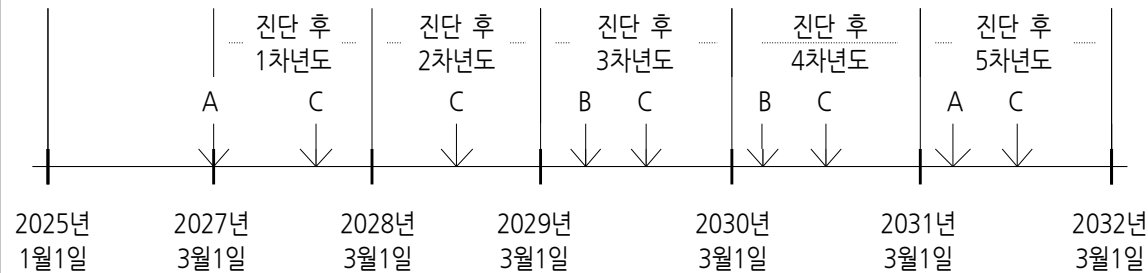 진단 후 진단 후 진단 후 진단 후 진단 후
1차년도 2차년도 3차년도 4차년도 5차년도
A C C B C B C A C
2025년 2027년 2028년 2029년 2030년 2031년 2032년
1월1일 3월1일 3월1일 3월1일 3월1일 3월1일 3월1일